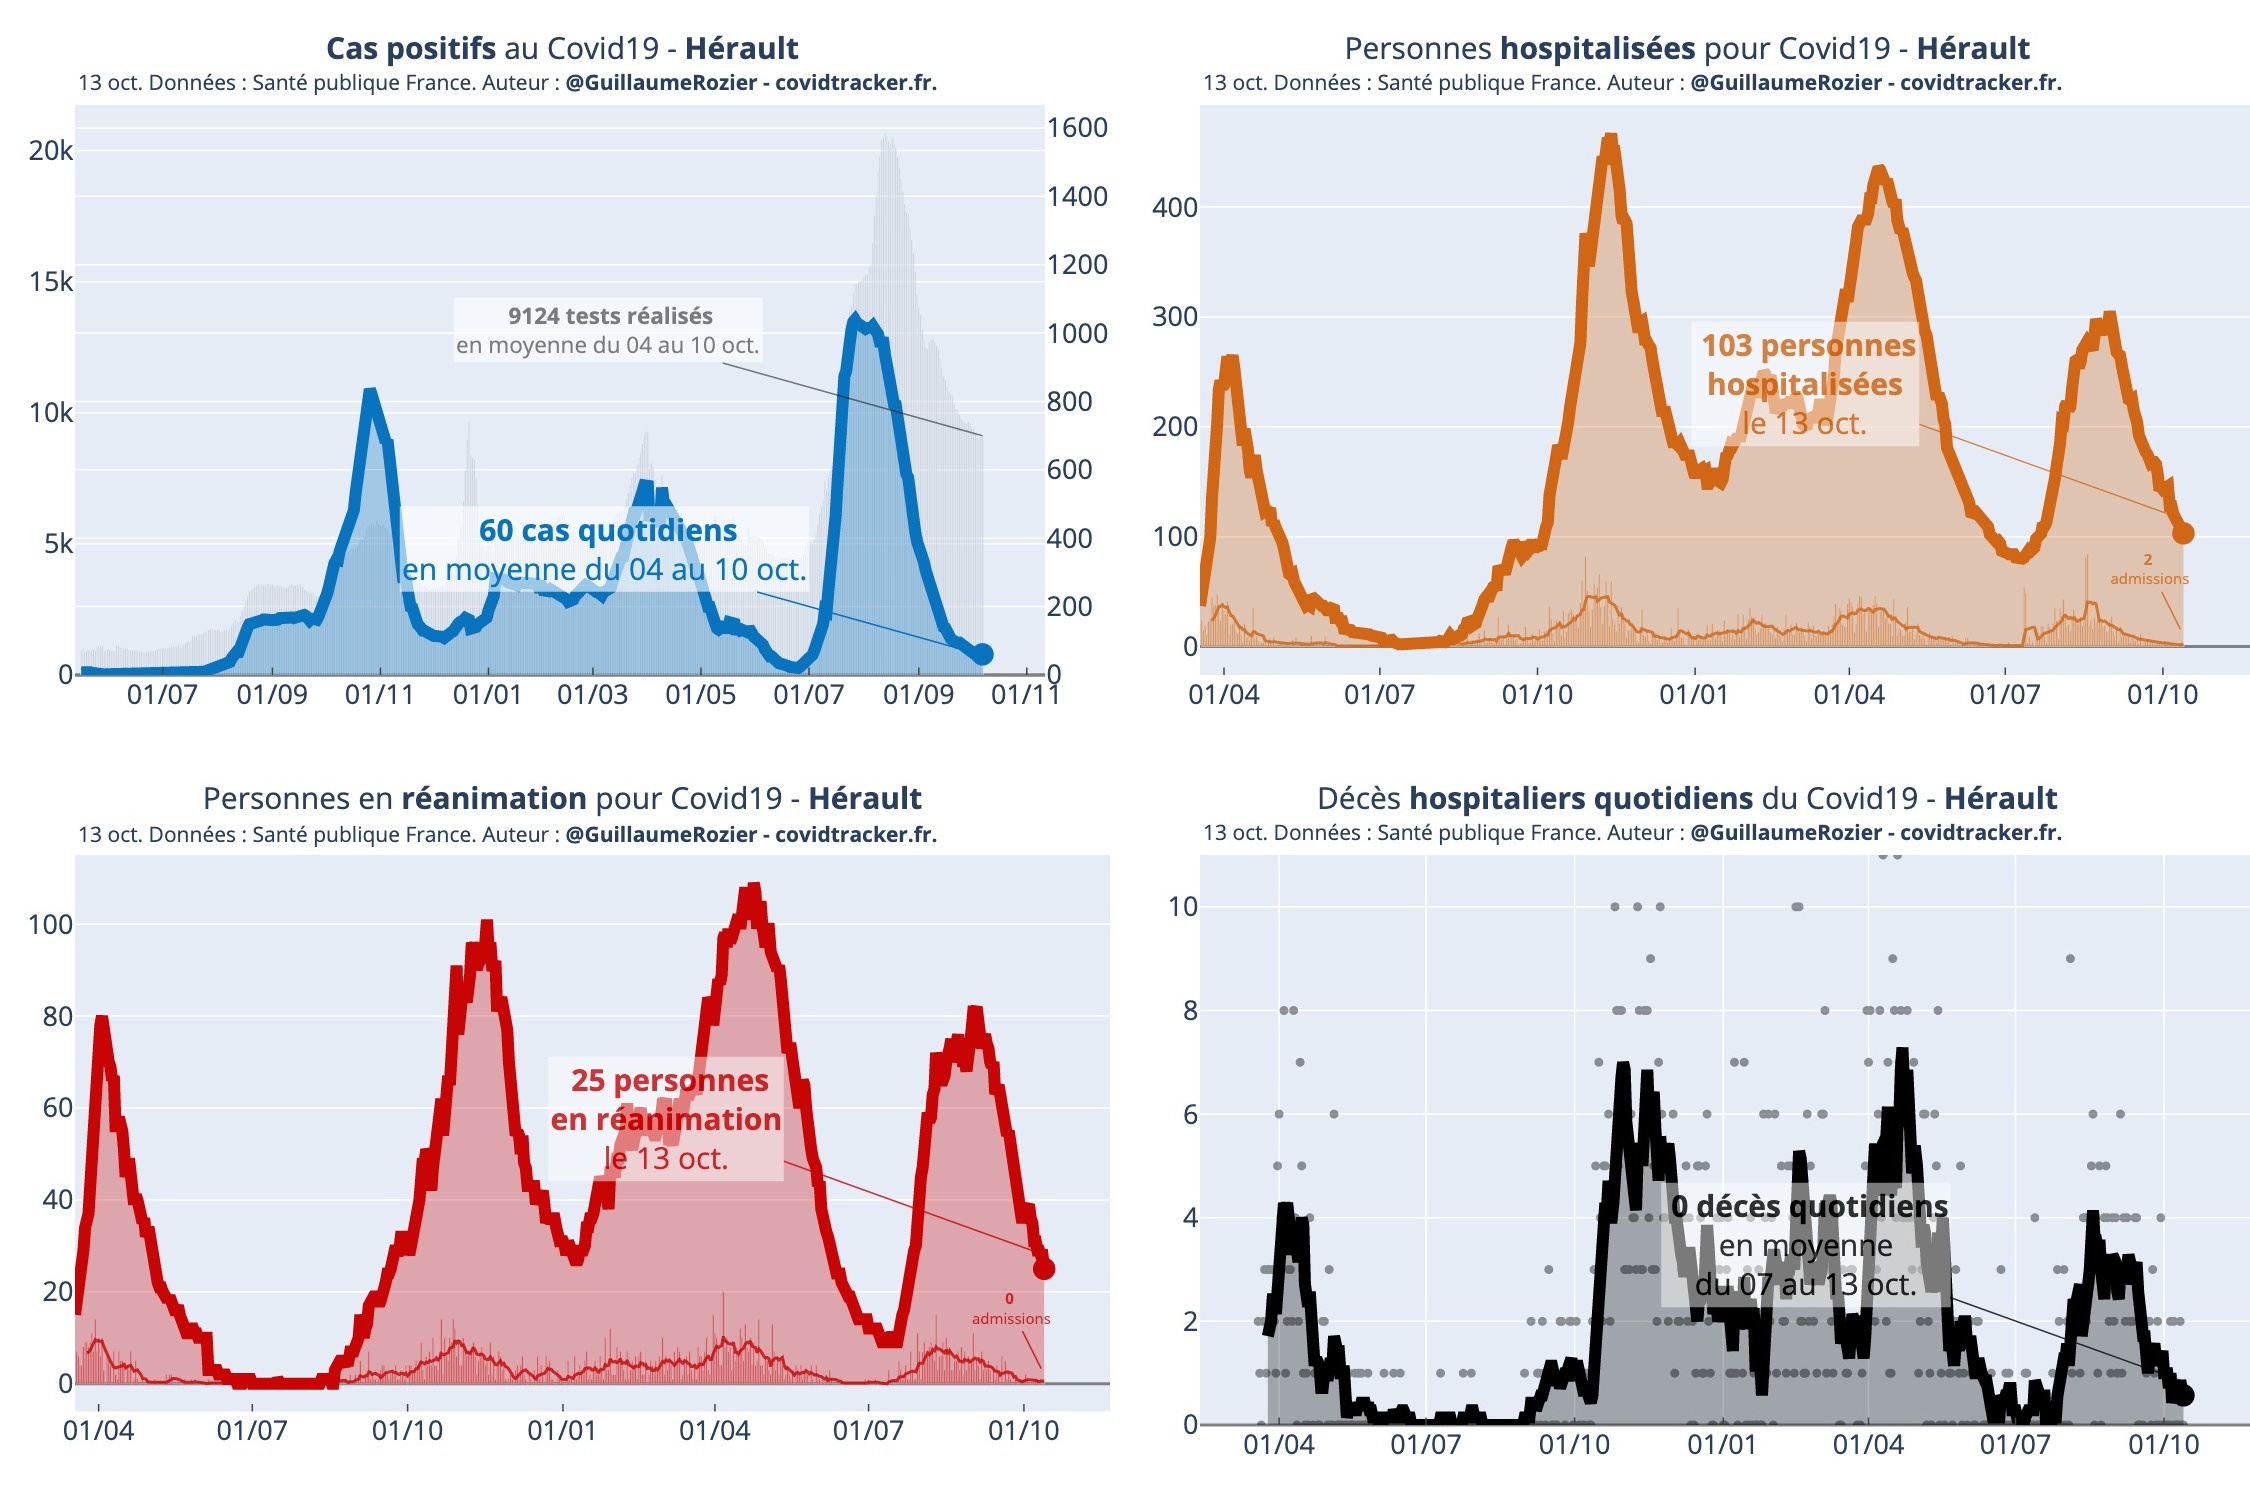 Cas positifs au Covid19 - Hérault
13 oct. Données : Santé publique France. Auteur : @GuillaumeRozier - covidtracker.fr.
20k
15k
10k
5k
0
1600
1400
1200
1000
800
600
400
200
0
9124 tests réalisés
en moyenne du 04 au 10 oct.
60 cas quotidiens
en moyenne du 04 au 10 oct.
01/07 01/09 01/11 01/01 01/03 01/05 01/07 01/09 01/11
Personnes hospitalisées pour Covid19 - Hérault
13 oct. Données : Santé publique France. Auteur : @GuillaumeRozier - covidtracker.fr.
400
300
200
100
0
103 personnes
hospitalisées
le 13 oct.
2
admissions
01/04 01/07 01/10 01/01 01/04 01/07 01/10
Personnes en réanimation pour Covid19 - Hérault
13 oct. Données : Santé publique France. Auteur : @GuillaumeRozier - covidtracker.fr.
100
80
60
40
20
0
25 personnes
en réanimation
le 13 oct.
0
admissions
01/04 01/07 01/10 01/01 01/04 01/07 01/10
Décès hospitaliers quotidiens du Covid19 - Hérault
13 oct. Données : Santé publique France. Auteur : @GuillaumeRozier - covidtracker.fr.
10
8
6
4
2
0
0 décès quotidiens
en moyenne
du 07 au 13 oct.
01/04 01/07 01/10 01/01 01/04 01/07 01/10